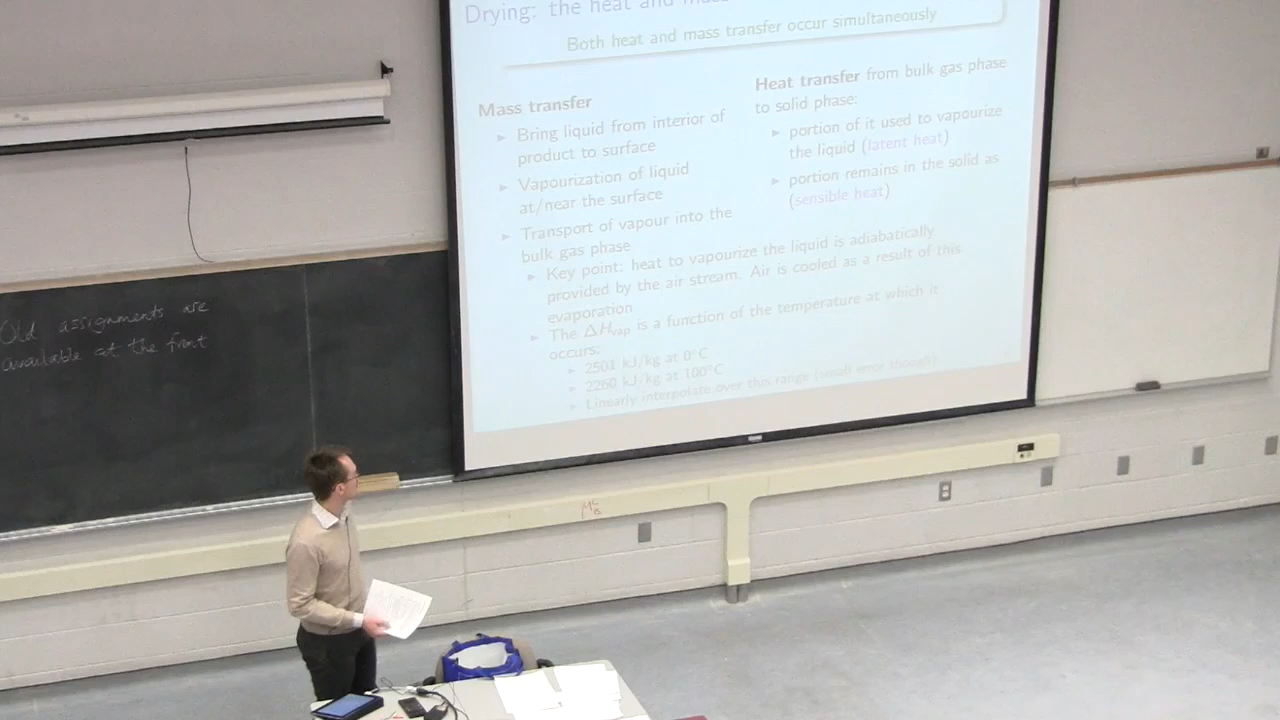 Drying: the heat and mass
Both heat and mass transfer occur simultaneously
Mass transfer
Bring liquid from interior of
product to surface
Vapourization of liquid
at/near the surface
Transport of vapour into the
bulk gas phase
Heat transfer from bulk gas phase
to solid phase:
portion of it used to vapourize
the liquid (latent heat)
portion remains in the solid as
(sensible heat)
Key point: heat to vapourize the liquid is adiabatically
provided by the air stream. Air is cooled as a result of this
evaporation
The ΔHvap is a function of the temperature at which it
occurs:
2501 kJ/kg at 0°C
2260 kJ/kg at 100°C
Linearly interpolate over this range (small error though)
Old assignments are
available at the front